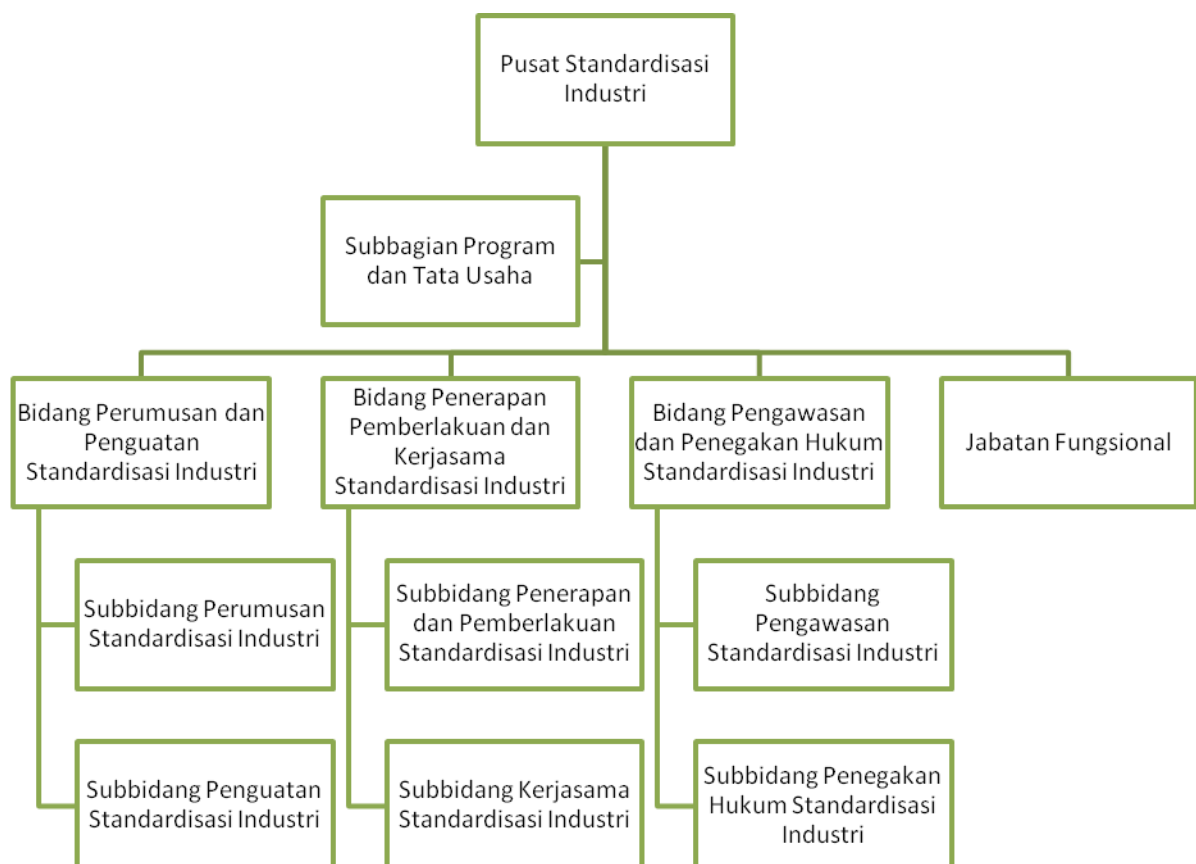 Pusat Standardisasi
Industri
Subbagian Program
dan Tata Usaha
Bidang Perumusan dan
Penguatan
Standardisasi Industri
Bidang Penerapan
Pemberlakuan dan
Kerjasama
Standardisasi Industri
Bidang Pengawasan
dan Penegakan Hukum
Standardisasi Industri
Jabatan Fungsional
Subbidang Perumusan
Standardisasi Industri
Subbidang Penerapan
dan Pemberlakuan
Standardisasi Industri
Subbidang
Pengawasan
Standardisasi Industri
Subbidang Penguatan
Standardisasi Industri
Subbidang Kerjasama
Standardisasi Industri
Subbidang Penegakan
Hukum Standardisasi
Industri